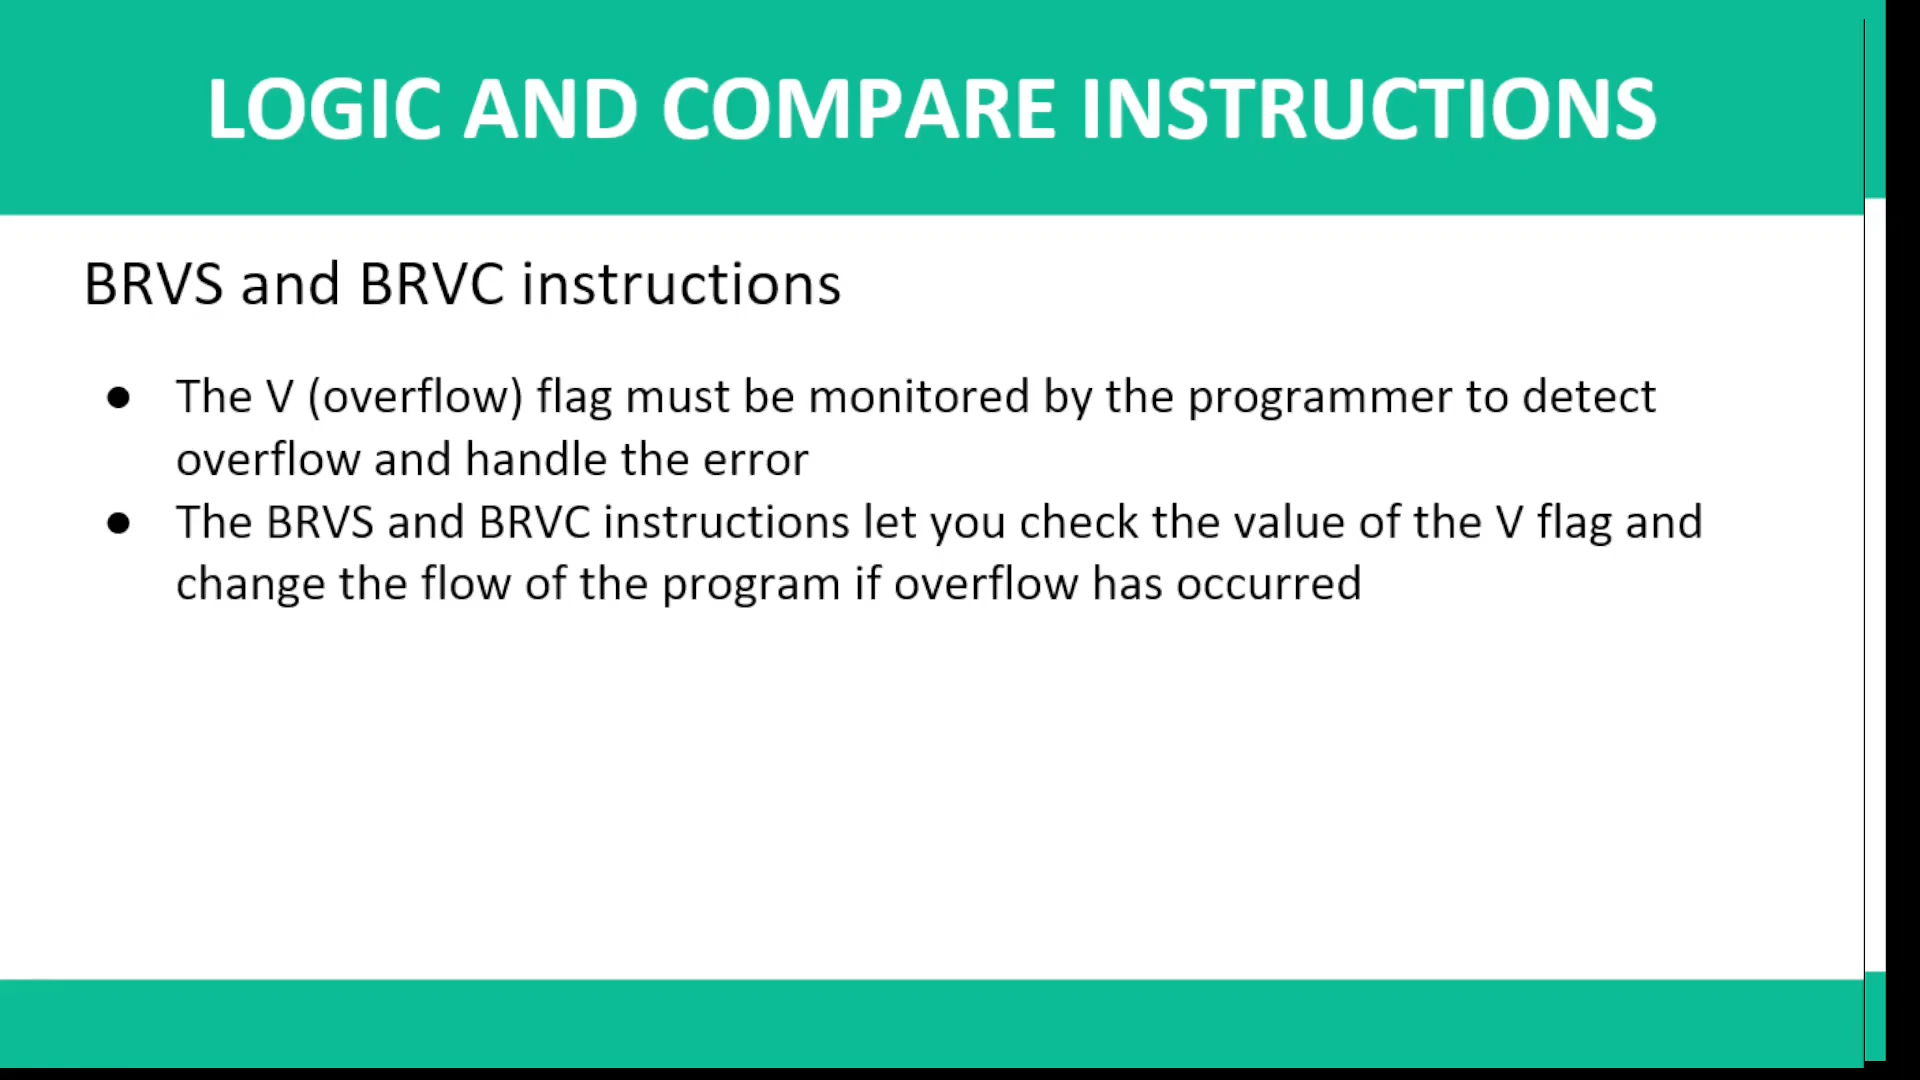 LOGIC AND COMPARE INSTRUCTIONS
BRVS and BRVC instructions
● The V (overflow) flag must be monitored by the programmer to detect
overflow and handle the error
● The BRVS and BRVC instructions let you check the value of the V flag and
change the flow of the program if overflow has occurred